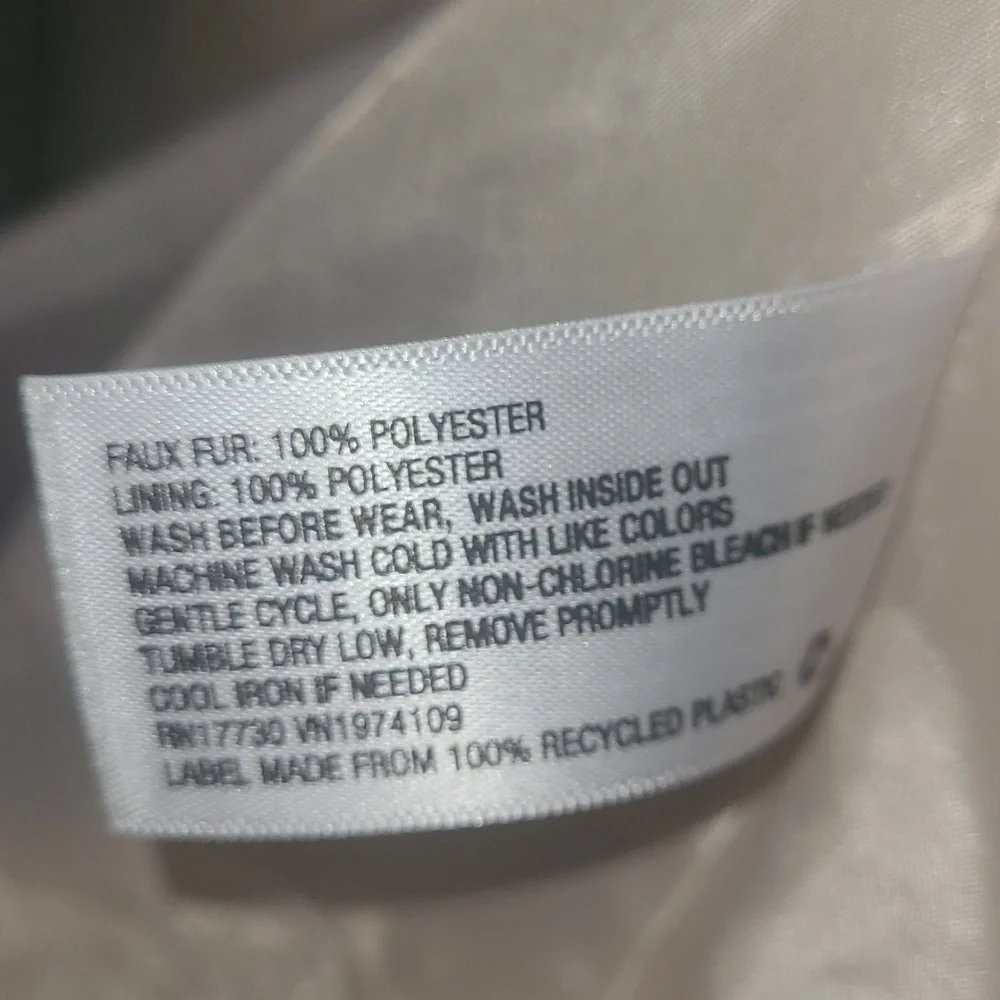 FAUX FUR: 100% POLYESTER
LINING: 100% POLYESTER
WASH BEFORE WEAR, WASH INSIDE OUT
MACHINE WASH COLD WITH LIKE COLORS
GENTLE CYCLE, ONLY NON-CHLORINE BLEACH IF NEEDED
TUMBLE DRY LOW, REMOVE PROMPTLY
COOL IRON IF NEEDED
RN17730 VN1974109
LABEL MADE FROM 100% RECYCLED PLASTIC